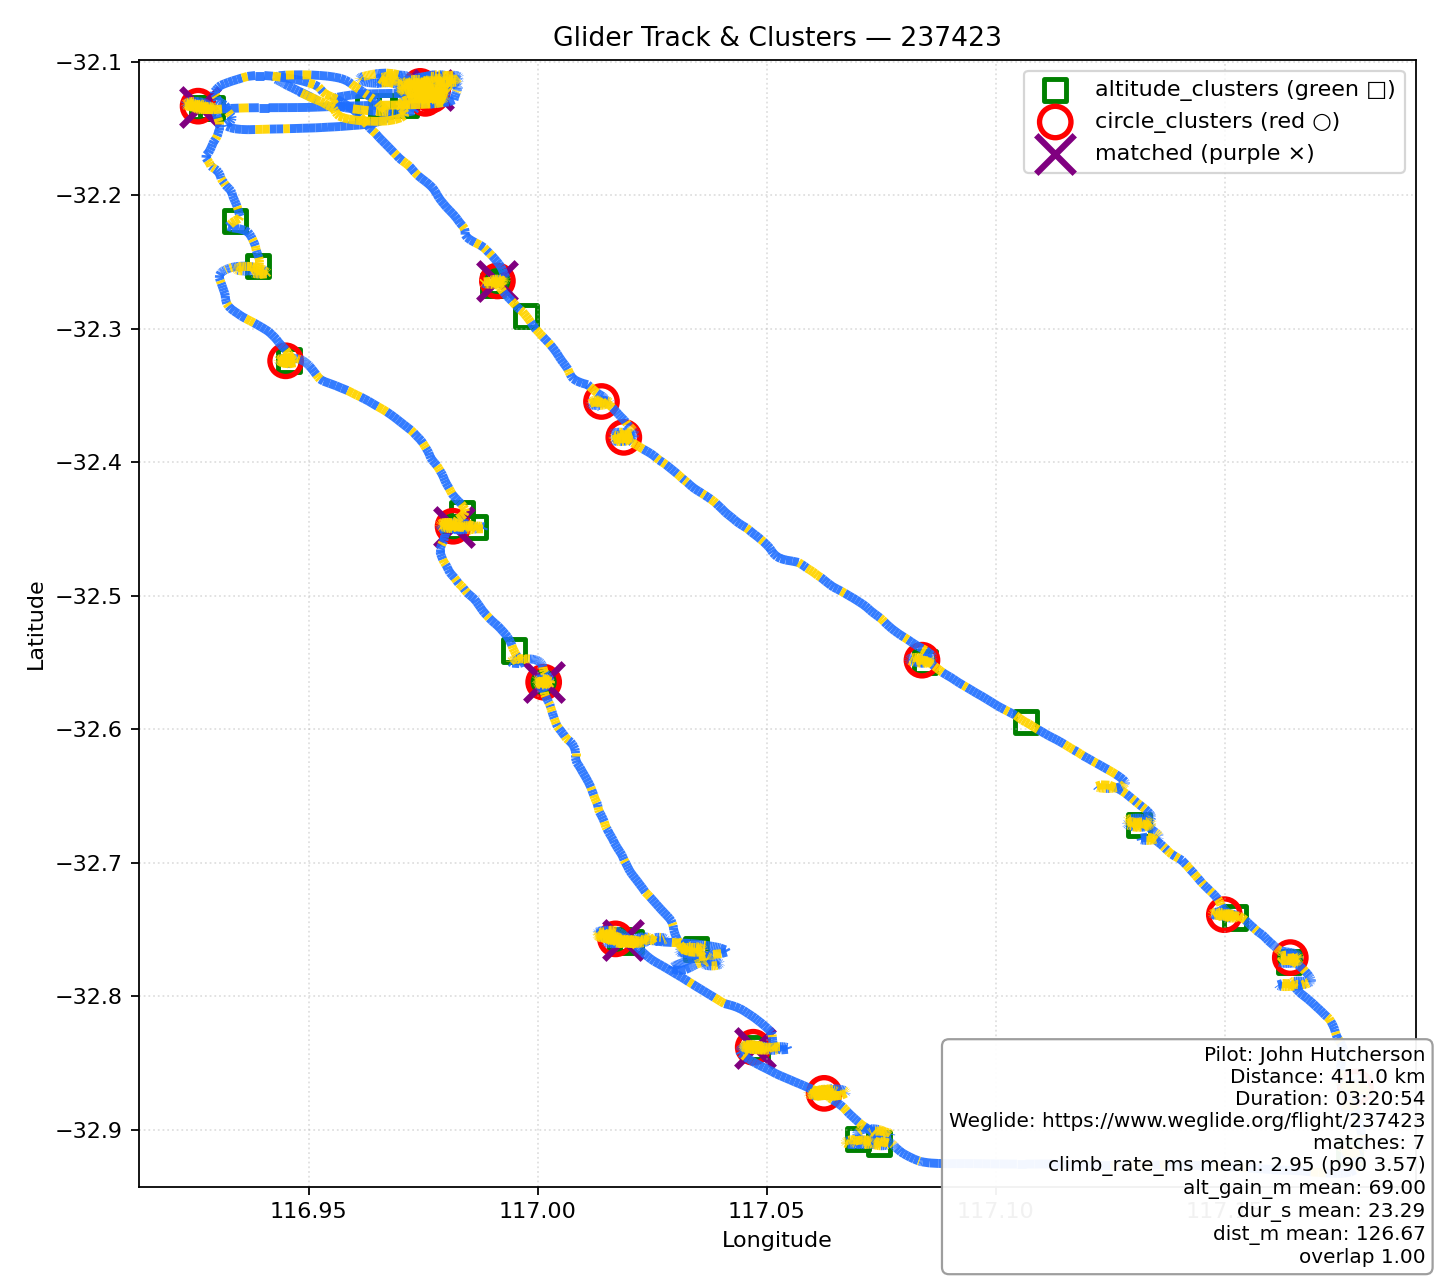 Glider Track & Clusters — 237423
altitude_clusters (green □)
circle_clusters (red ○)
matched (purple ×)
−32.1
−32.2
−32.3
−32.4
−32.5
−32.6
−32.7
−32.8
−32.9
Latitude
116.95
117.00
117.05
117.10
Longitude
Pilot: John Hutcherson
Distance: 411.0 km
Duration: 03:20:54
Weglide: https://www.weglide.org/flight/237423
matches: 7
climb_rate_ms mean: 2.95 (p90 3.57)
alt_gain_m mean: 69.00
dur_s mean: 23.29
dist_m mean: 126.67
overlap 1.00